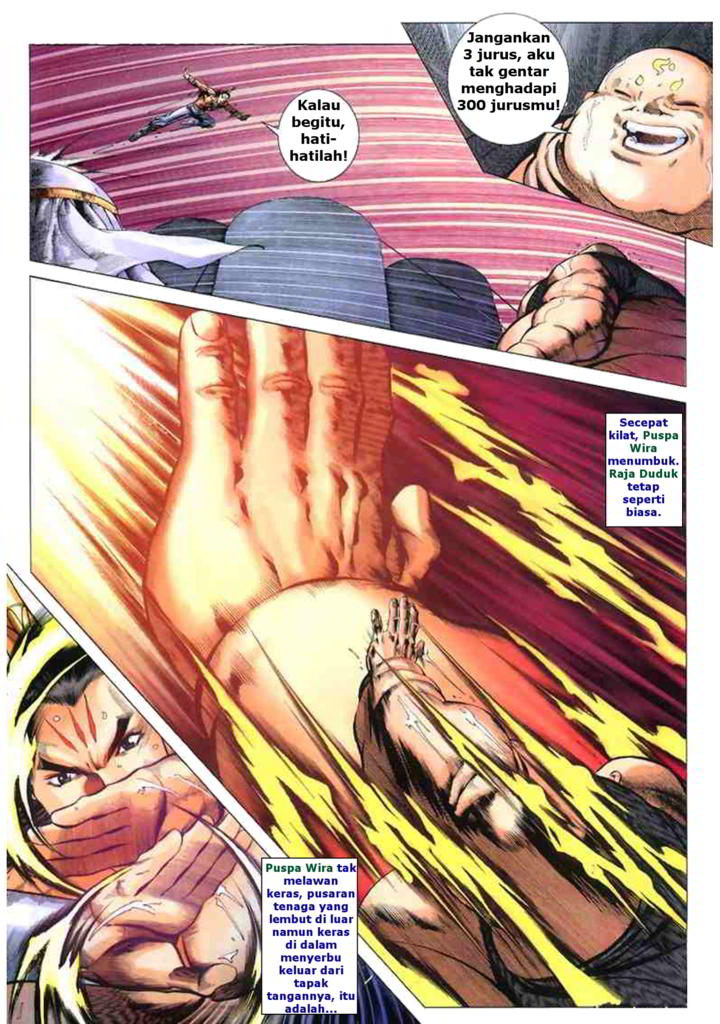 Jangankan
3 jurus, aku
tak gentar
menghadapi
300 jurusmu!
Kalau
begitu,
hati-
hatilah!
Secepat
kilat, Puspa
Wira
menumbuk.
Raja Duduk
tetap
seperti
biasa.
Puspa Wira tak
melawan
keras, pusaran
tenaga yang
lembut di luar
namun keras
di dalam
menyerbu
keluar dari
tapak
tangannya, itu
adalah...